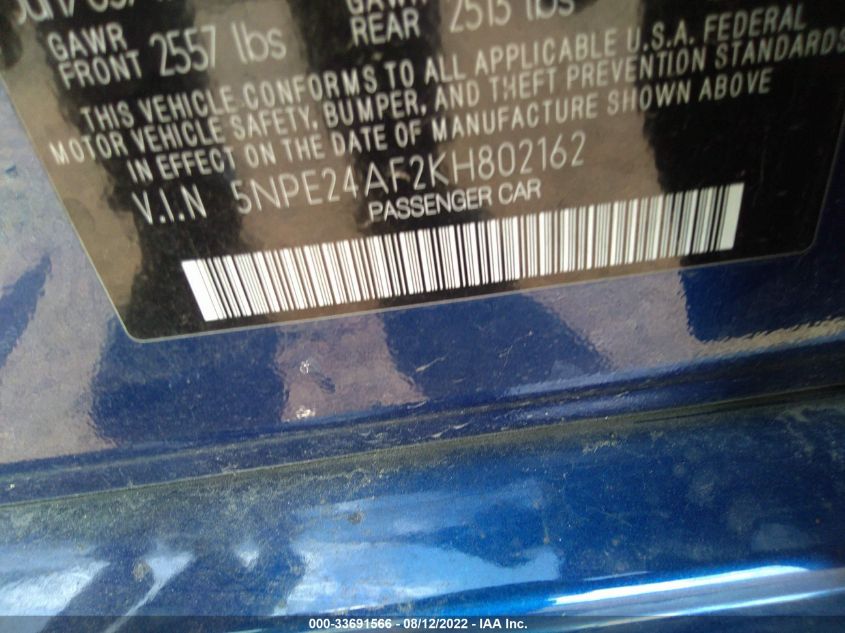 GAWR FRONT 2557 lbs GAWR REAR 2513 lbs
THIS VEHICLE CONFORMS TO ALL APPLICABLE U.S.A. FEDERAL
MOTOR VEHICLE SAFETY, BUMPER, AND THEFT PREVENTION STANDARDS
IN EFFECT ON THE DATE OF MANUFACTURE SHOWN ABOVE
V.I.N 5NPE24AF2KH802162
PASSENGER CAR
000-33691566 - 08/12/2022 - IAA Inc.